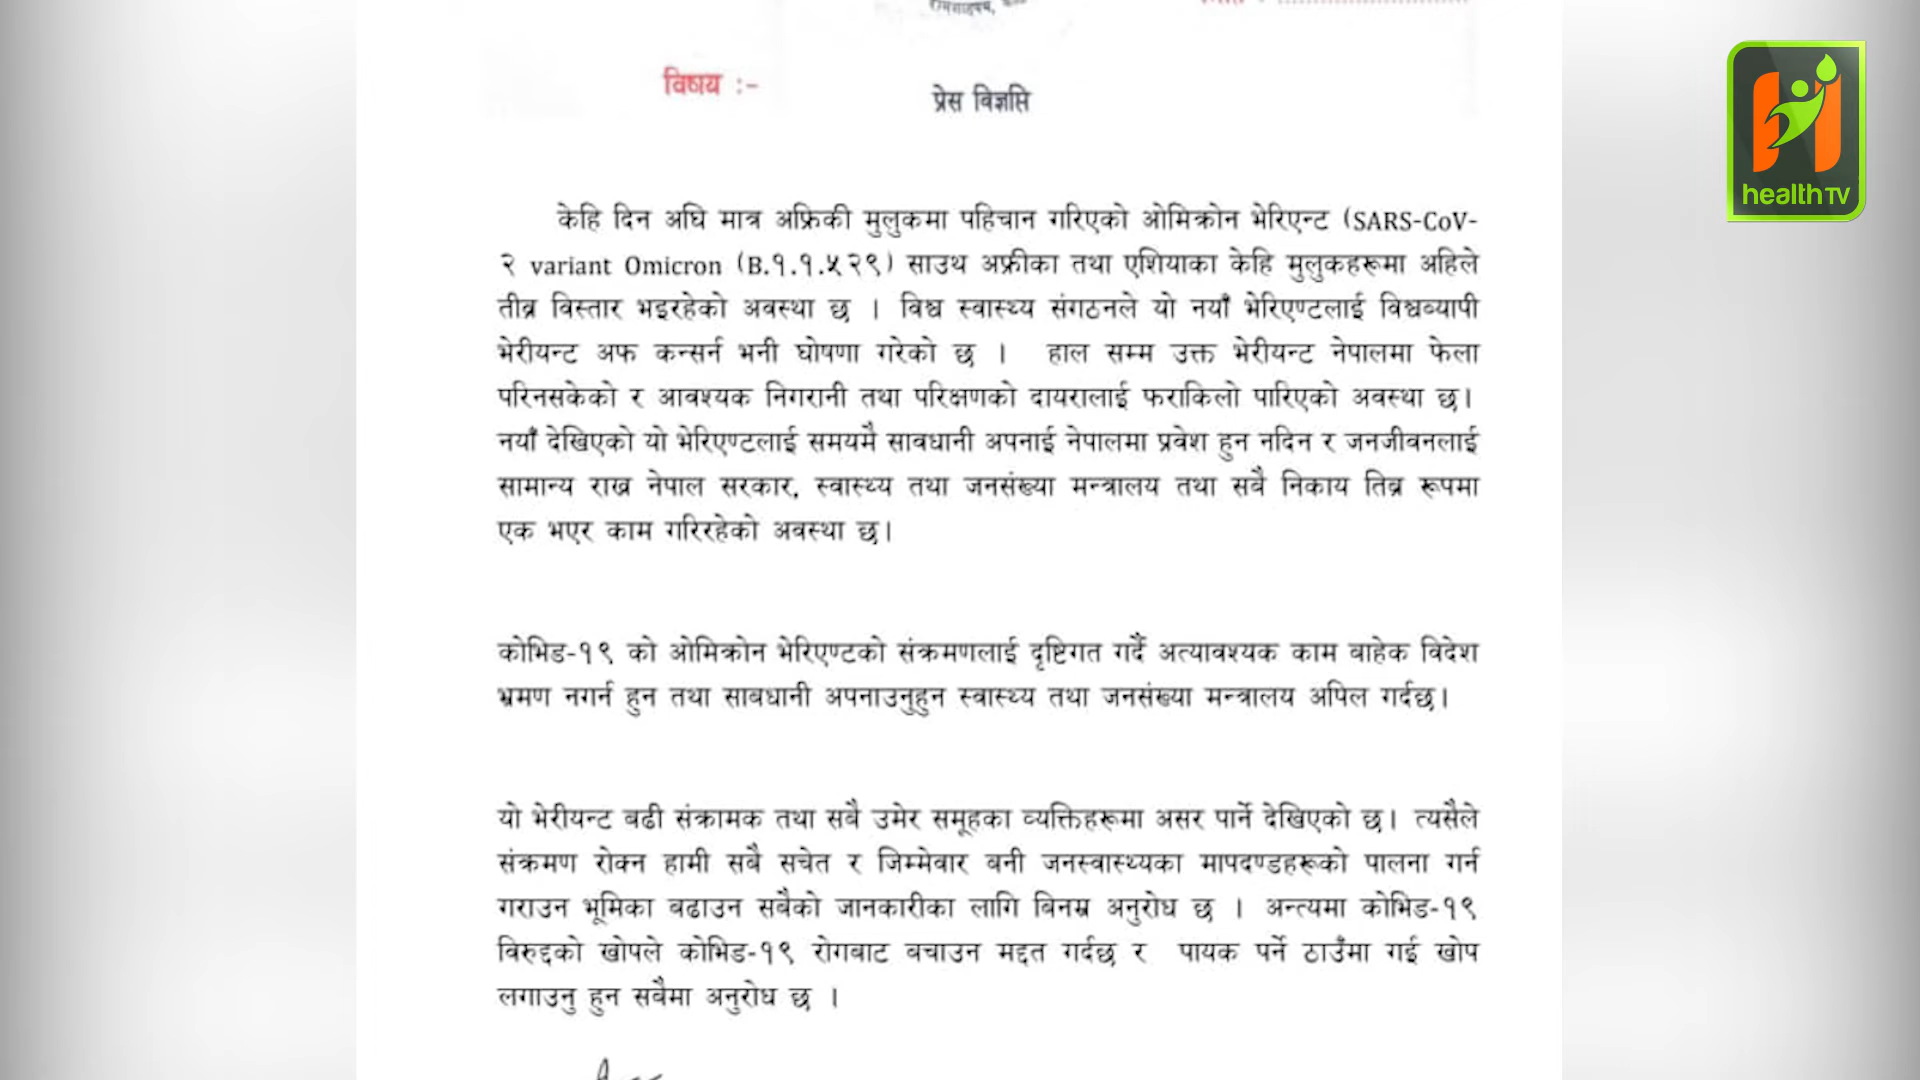 विषय :-
प्रेस विज्ञप्ति
healthTV
केहि दिन अघि मात्र अफ्रिकी मुलुकमा पहिचान गरिएको ओमिक्रोन भेरिएन्ट (SARS-CoV-
२ variant Omicron (B.१.१.५२९) साउथ अफ्रीका तथा एशियाका केहि मुलुकहरूमा अहिले
तीव्र विस्तार भइरहेको अवस्था छ । विश्व स्वास्थ्य संगठनले यो नयाँ भेरिएण्टलाई विश्वव्यापी
भेरीयन्ट अफ कन्सर्न भनी घोषणा गरेको छ । हाल सम्म उक्त भेरीयन्ट नेपालमा फेला
परिनसकेको र आवश्यक निगरानी तथा परिक्षणको दायरालाई फराकिलो पारिएको अवस्था छ।
नयाँ देखिएको यो भेरिएण्टलाई समयमै सावधानी अपनाई नेपालमा प्रवेश हुन नदिन र जनजीवनलाई
सामान्य राख्न नेपाल सरकार, स्वास्थ्य तथा जनसंख्या मन्त्रालय तथा सबै निकाय तिब्र रूपमा
एक भएर काम गरिरहेको अवस्था छ।
कोभिड-१९ को ओमिक्रोन भेरिएण्टको संक्रमणलाई दृष्टिगत गर्दै अत्यावश्यक काम बाहेक विदेश
भ्रमण नगर्न हुन तथा साबधानी अपनाउनुहुन स्वास्थ्य तथा जनसंख्या मन्त्रालय अपिल गर्दछ।
यो भेरीयन्ट बढी संक्रामक तथा सबै उमेर समूहका व्यक्तिहरूमा असर पार्ने देखिएको छ। त्यसैले
संक्रमण रोक्न हामी सबै सचेत र जिम्मेवार बनी जनस्वास्थ्यका मापदण्डहरूको पालना गर्न
गराउन भूमिका बढाउन सबैको जानकारीका लागि बिनम्र अनुरोध छ । अन्त्यमा कोभिड-१९
विरुद्दको खोपले कोभिड-१९ रोगबाट बचाउन मद्दत गर्दछ र पायक पर्ने ठाउँमा गई खोप
लगाउनु हुन सबैमा अनुरोध छ ।